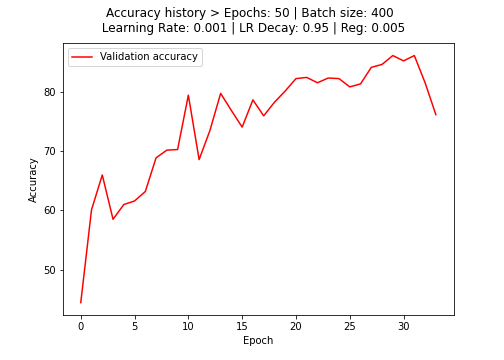 Accuracy history > Epochs: 50 | Batch size: 400
Learning Rate: 0.001 | LR Decay: 0.95 | Reg: 0.005
Validation accuracy
80
70
60
50
Accuracy
0 5 10 15 20 25 30
Epoch